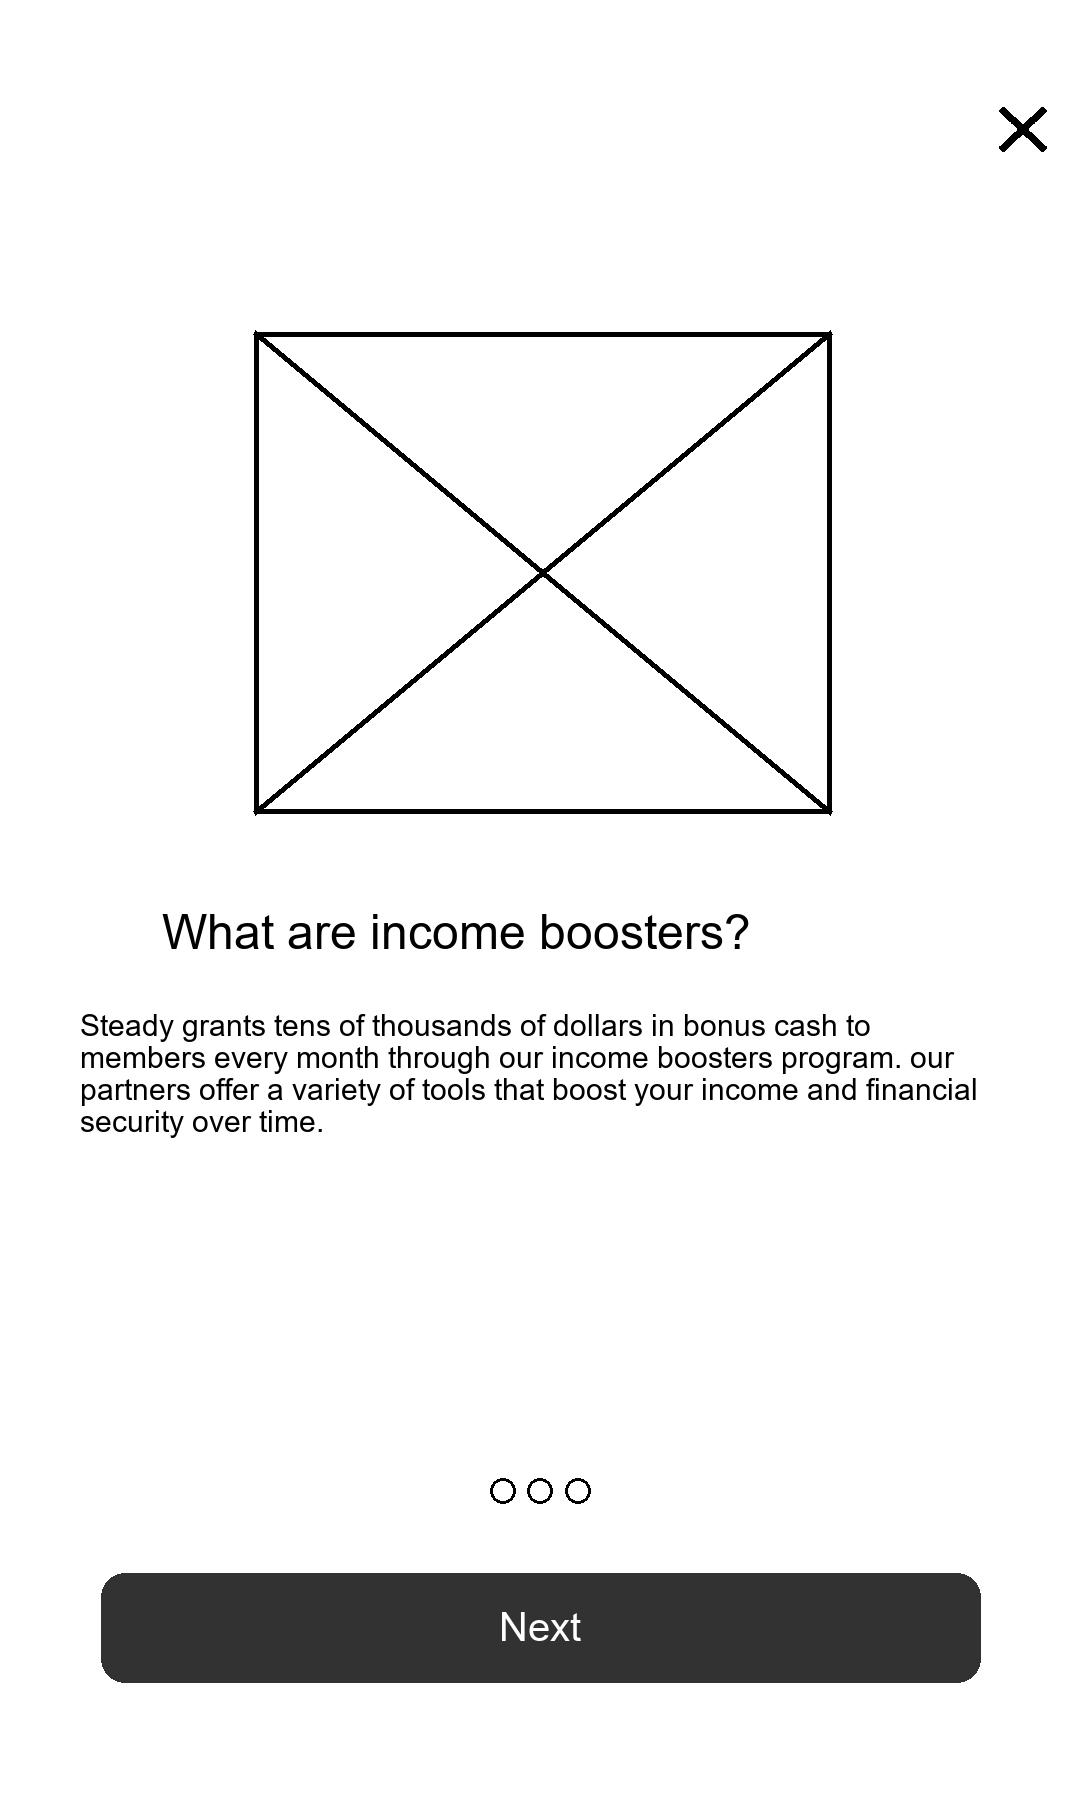 What are income boosters?
Steady grants tens of thousands of dollars in bonus cash to
members every month through our income boosters program. our
partners offer a variety of tools that boost your income and financial
security over time.
Next